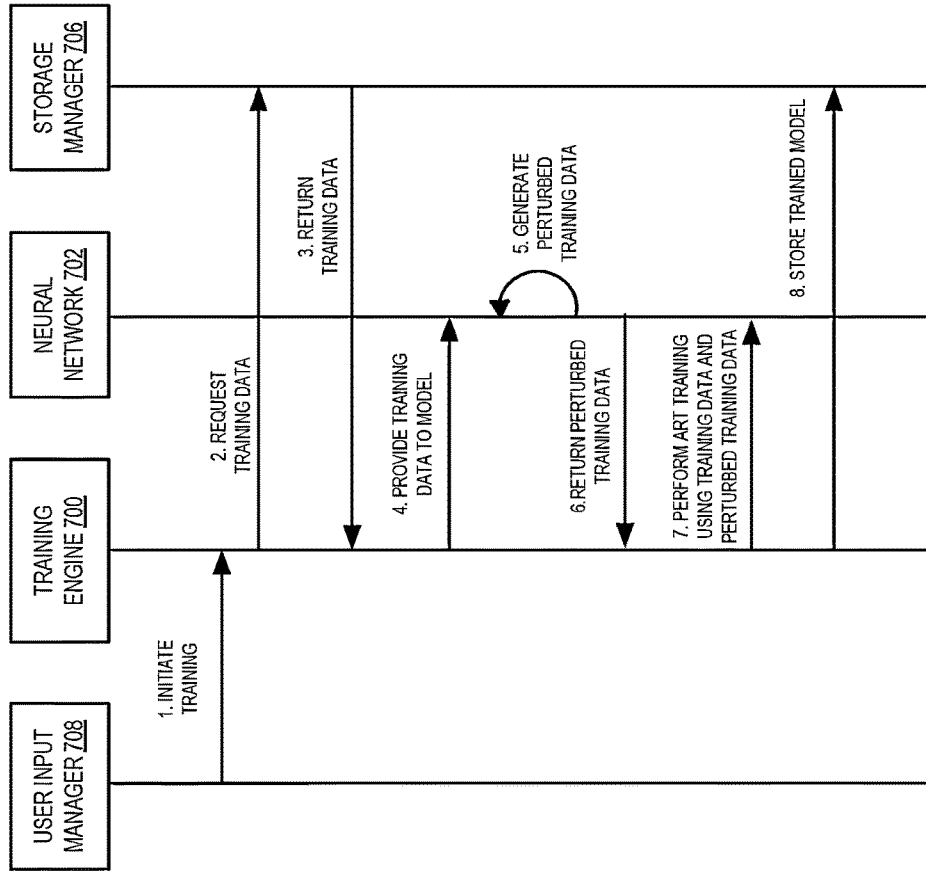 USER INPUT
MANAGER 708
TRAINING
ENGINE 700
NEURAL
NETWORK 702
STORAGE
MANAGER 706
1. INITIATE
TRAINING
2. REQUEST
TRAINING DATA
3. RETURN
TRAINING DATA
4. PROVIDE TRAINING
DATA TO MODEL
5. GENERATE
PERTURBED
TRAINING DATA
6.RETURN PERTURBED
TRAINING DATA
7. PERFORM ART TRAINING
USING TRAINING DATA AND
PERTURBED TRAINING DATA
8. STORE TRAINED MODEL